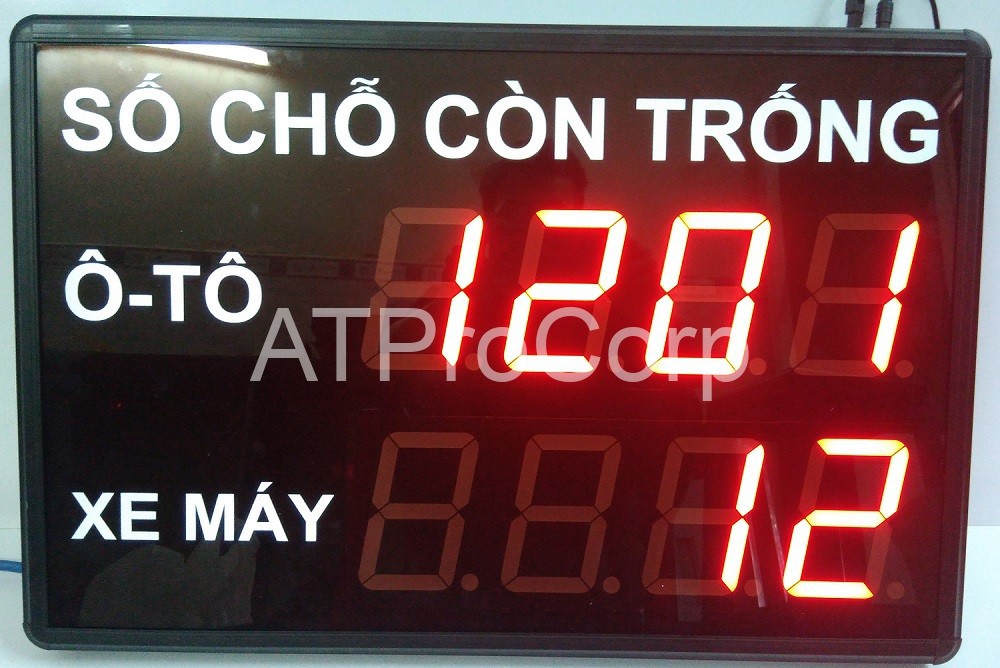 SỐ CHỖ CÒN TRỐNG
Ô-TÔ 1201
ATProCorp
XE MÁY 12